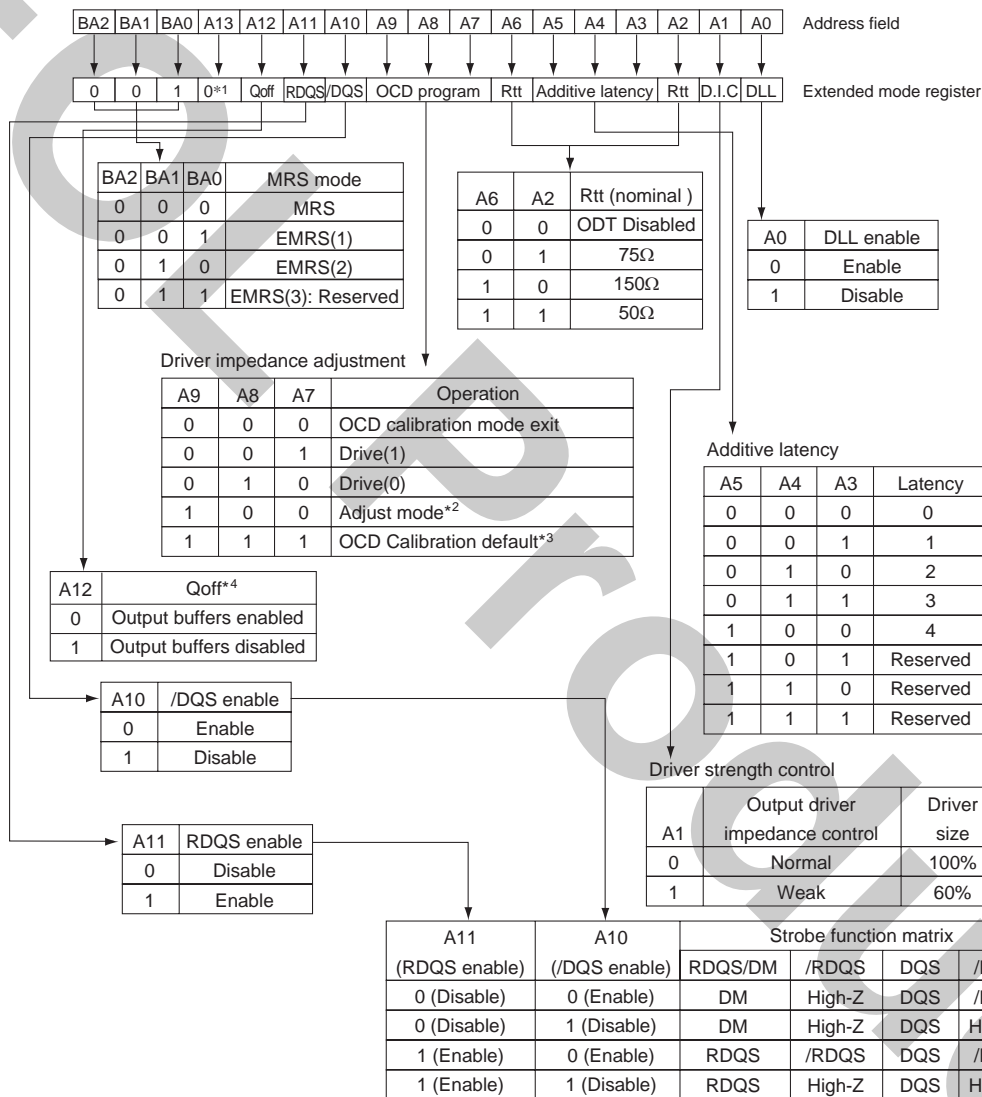 BA2 BA1 BA0 A13 A12 A11 A10 A9 A8 A7 A6 A5 A4 A3 A2 A1 A0 Address field
0 0 1 0*1 Qoff RDQS /DQS OCD program Rtt Additive latency Rtt D.I.C DLL Extended mode register
BA2 BA1 BA0 MRS mode
0 0 0 MRS
0 0 1 EMRS(1)
0 1 0 EMRS(2)
0 1 1 EMRS(3): Reserved
A6 A2 Rtt (nominal )
0 0 ODT Disabled
0 1 75Ω
1 0 150Ω
1 1 50Ω
A0 DLL enable
0 Enable
1 Disable
Driver impedance adjustment
A9 A8 A7 Operation
0 0 0 OCD calibration mode exit
0 0 1 Drive(1)
0 1 0 Drive(0)
1 0 0 Adjust mode*2
1 1 1 OCD Calibration default*3
Additive latency
A5 A4 A3 Latency
0 0 0 0
0 0 1 1
0 1 0 2
0 1 1 3
1 0 0 4
1 0 1 Reserved
1 1 0 Reserved
1 1 1 Reserved
A12 Qoff*4
0 Output buffers enabled
1 Output buffers disabled
A10 /DQS enable
0 Enable
1 Disable
Driver strength control
A1 Output driver impedance control Driver size
0 Normal 100%
1 Weak 60%
A11 RDQS enable
0 Disable
1 Enable
A11 A10 Strobe function matrix
(RDQS enable) (/DQS enable) RDQS/DM /RDQS DQS
0 (Disable) 0 (Enable) DM High-Z DQS
0 (Disable) 1 (Disable) DM High-Z DQS
1 (Enable) 0 (Enable) RDQS /RDQS DQS
1 (Enable) 1 (Disable) RDQS High-Z DQS